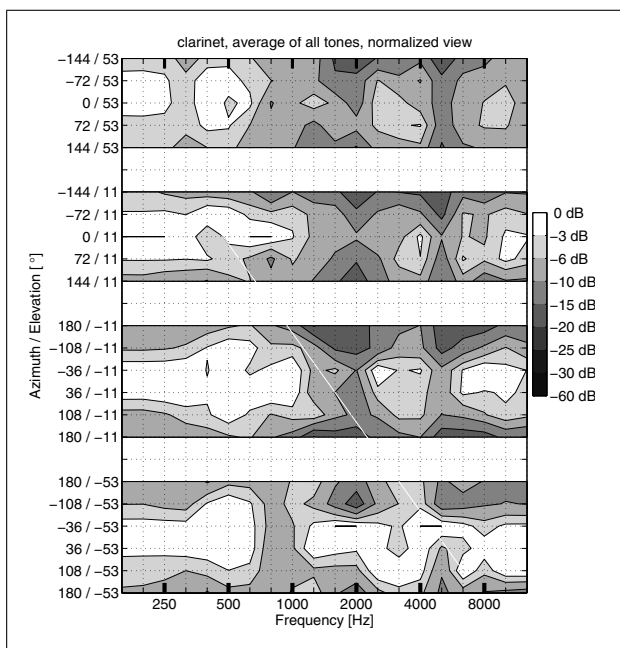 clarinet, average of all tones, normalized view
−144 / 53
−72 / 53
0 / 53
72 / 53
144 / 53
−144 / 11
−72 / 11
0 / 11
72 / 11
144 / 11
180 / −11
−108 / −11
−36 / −11
36 / −11
108 / −11
180 / −11
180 / −53
−108 / −53
−36 / −53
36 / −53
108 / −53
180 / −53
Azimuth / Elevation [ °]
250 500 1000 2000 4000 8000
Frequency [Hz]
0 dB
−3 dB
−6 dB
−10 dB
−15 dB
−20 dB
−25 dB
−30 dB
−60 dB